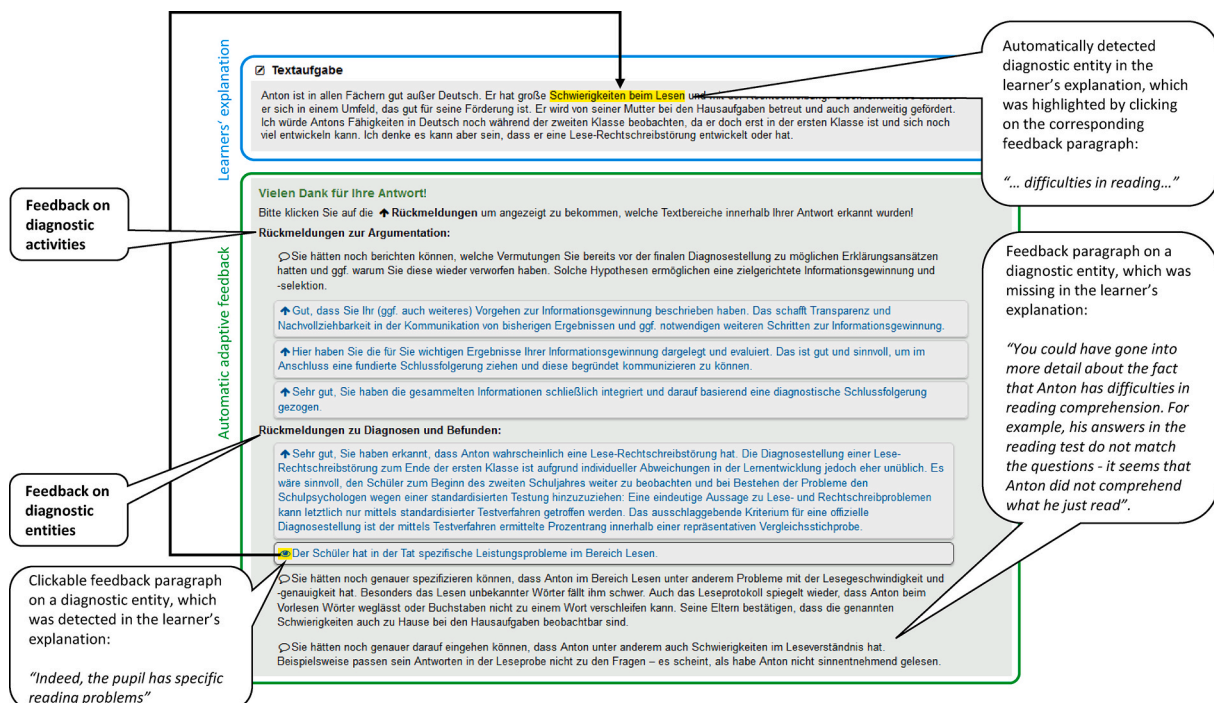 Learners' explanation
Textaufgabe
Anton ist in allen Fächern gut außer Deutsch. Er hat große Schwierigkeiten beim Lesen und
er sich in einem Umfeld, das gut für seine Förderung ist. Er wird von seiner Mutter bei den Hausaufgaben betreut und auch anderweitig gefördert.
Ich würde Antons Fähigkeiten in Deutsch noch während der zweiten Klasse beobachten, da er doch erst in der ersten Klasse ist und sich noch
viel entwickeln kann. Ich denke es kann aber sein, dass er eine Lese-Rechtschreibstörung entwickelt oder hat.
Automatically detected
diagnostic entity in the
learner's explanation, which
was highlighted by clicking
on the corresponding
feedback paragraph:
"… difficulties in reading…"
Automatic adaptive feedback
Vielen Dank für Ihre Antwort!
Bitte klicken Sie auf die Rückmeldungen um angezeigt zu bekommen, welche Textbereiche innerhalb Ihrer Antwort erkannt wurden!
Feedback on
diagnostic
activities
Rückmeldungen zur Argumentation:
Sie hätten noch berichten können, welche Vermutungen Sie bereits vor der finalen Diagnosestellung zu möglichen Erklärungsansätzen
hatten und ggf. warum Sie diese wieder verworfen haben. Solche Hypothesen ermöglichen eine zielgerichtete Informationsgewinnung und
-selektion.
Gut, dass Sie Ihr (ggf. auch weiteres) Vorgehen zur Informationsgewinnung beschrieben haben. Das schafft Transparenz und
Nachvollziehbarkeit in der Kommunikation von bisherigen Ergebnissen und ggf. notwendigen weiteren Schritten zur Informationsgewinnung.
Hier haben Sie die für Sie wichtigen Ergebnisse Ihrer Informationsgewinnung dargelegt und evaluiert. Das ist gut und sinnvoll, um im
Anschluss eine fundierte Schlussfolgerung ziehen und diese begründet kommunizieren zu können.
Sehr gut, Sie haben die gesammelten Informationen schließlich integriert und darauf basierend eine diagnostische Schlussfolgerung
gezogen.
Feedback on
diagnostic
entities
Rückmeldungen zu Diagnosen und Befunden:
Sehr gut, Sie haben erkannt, dass Anton wahrscheinlich eine Lese-Rechtschreibstörung hat. Die Diagnosestellung einer Lese-
Rechtschreibstörung zum Ende der ersten Klasse ist aufgrund individueller Abweichungen in der Lernentwicklung jedoch eher unüblich. Es
wäre sinnvoll, den Schüler zum Beginn des zweiten Schuljahres weiter zu beobachten und bei Bestehen der Probleme den
Schulpsychologen wegen einer standardisierten Testung hinzuzuziehen: Eine eindeutige Aussage zu Lese- und Rechtschreibproblemen
kann letztlich nur mittels standardisierter Testverfahren getroffen werden. Das ausschlaggebende Kriterium für eine offizielle
Diagnosestellung ist der mittels Testverfahren ermittelte Prozentrang innerhalb einer repräsentativen Vergleichsstichprobe.
Der Schüler hat in der Tat spezifische Leistungsprobleme im Bereich Lesen.
Sie hätten noch genauer spezifizieren können, dass Anton im Bereich Lesen unter anderem Probleme mit der Lesegeschwindigkeit und
-genauigkeit hat. Besonders das Lesen unbekannter Wörter fällt ihm schwer. Auch das Leseprotokoll spiegelt wieder, dass Anton beim
Vorlesen Wörter weglässt oder Buchstaben nicht zu einem Wort verschleifen kann. Seine Eltern bestätigen, dass die genannten
Schwierigkeiten auch zu Hause bei den Hausaufgaben beobachtbar sind.
Sie hätten noch genauer darauf eingehen können, dass Anton unter anderem auch Schwierigkeiten im Leseverständnis hat.
Beispielsweise passen sein Antworten in der Leseprobe nicht zu den Fragen – es scheint, als habe Anton nicht sinnentnehmend gelesen.
Feedback paragraph on a
diagnostic entity, which was
missing in the learner's
explanation:
"You could have gone into
more detail about the fact
that Anton has difficulties in
reading comprehension. For
example, his answers in the
reading test do not match
the questions - it seems that
Anton did not comprehend
what he just read".
Clickable feedback paragraph
on a diagnostic entity, which
was detected in the learner's
explanation:
"Indeed, the pupil has specific
reading problems"